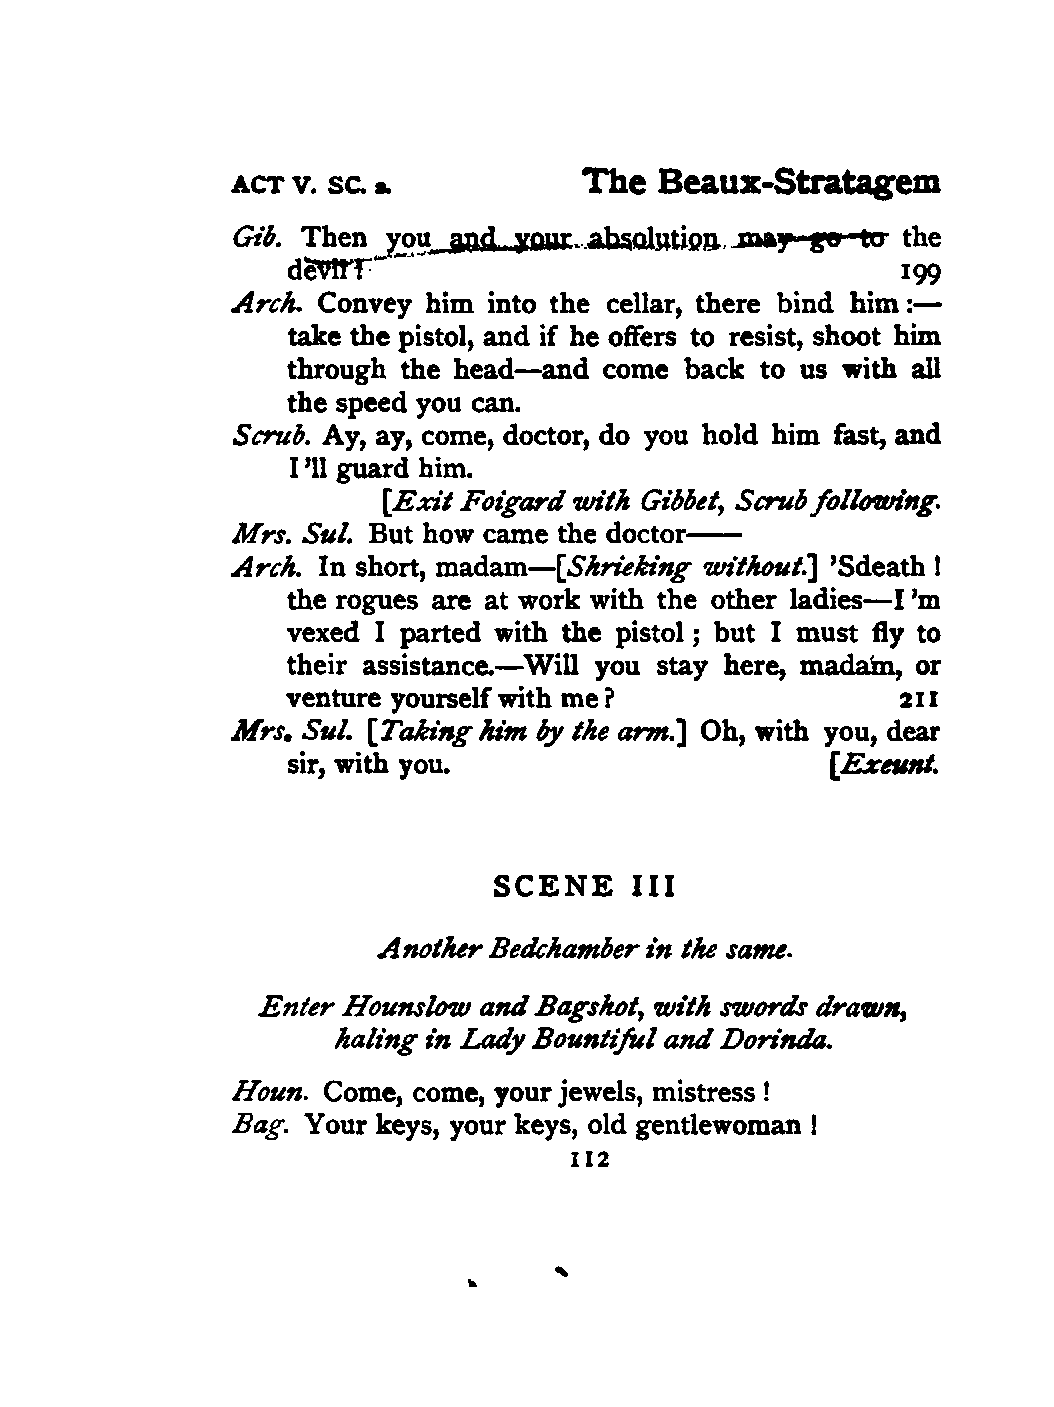 ACT V. SC. 2. The Beaux-Stratagem
Gib. Then you and your absolution may go to the
devil! 199
Arch. Convey him into the cellar, there bind him:—
take the pistol, and if he offers to resist, shoot him
through the head—and come back to us with all
the speed you can.
Scrub. Ay, ay, come, doctor, do you hold him fast, and
I'll guard him.
[Exit Foigard with Gibbet, Scrub following.
Mrs. Sul. But how came the doctor——
Arch. In short, madam—[Shrieking without.] 'Sdeath!
the rogues are at work with the other ladies—I'm
vexed I parted with the pistol; but I must fly to
their assistance.—Will you stay here, madam, or
venture yourself with me? 211
Mrs. Sul. [Taking him by the arm.] Oh, with you, dear
sir, with you. [Exeunt.
SCENE III
Another Bedchamber in the same.
Enter Hounslow and Bagshot, with swords drawn,
haling in Lady Bountiful and Dorinda.
Houn. Come, come, your jewels, mistress!
Bag. Your keys, your keys, old gentlewoman!
112